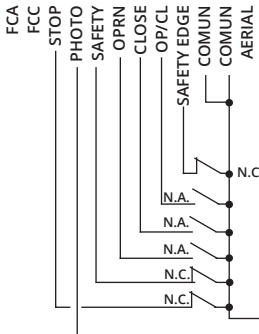 FCA
FCC
STOP
PHOTO
SAFETY
OPRN
CLOSE
OP/CL
SAFETY EDGE
COMUN
COMUN
AERIAL
N.C
N.A.
N.A.
N.A.
N.C.
N.C.